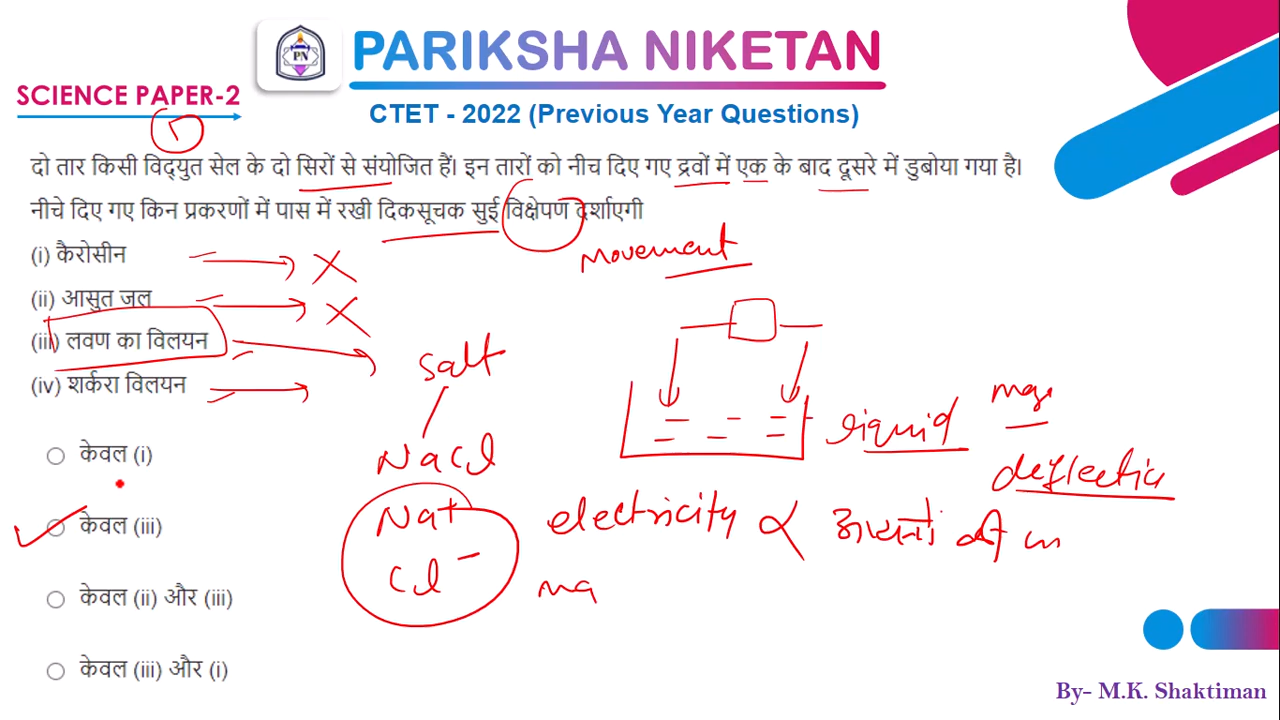 PN
PARIKSHA NIKETAN
SCIENCE PAPER-2
CTET - 2022 (Previous Year Questions)
दो तार किसी विद्युत सेल के दो सिरों से संयोजित हैं। इन तारों को नीच दिए गए द्रवों में एक के बाद दूसरे में डुबोया गया है।
नीचे दिए गए किन प्रकरणों में पास में रखी दिकसूचक सुई विक्षेपण दर्शाएगी
Movement
(i) कैरोसीन
(ii) आसुत जल
(iii) लवण का विलयन
(iv) शर्करा विलयन
salt
NaCl
Na+
Cl−
liquid
deflection
electricity ∝
केवल (i)
केवल (iii)
केवल (ii) और (iii)
केवल (iii) और (i)
By- M.K. Shaktiman